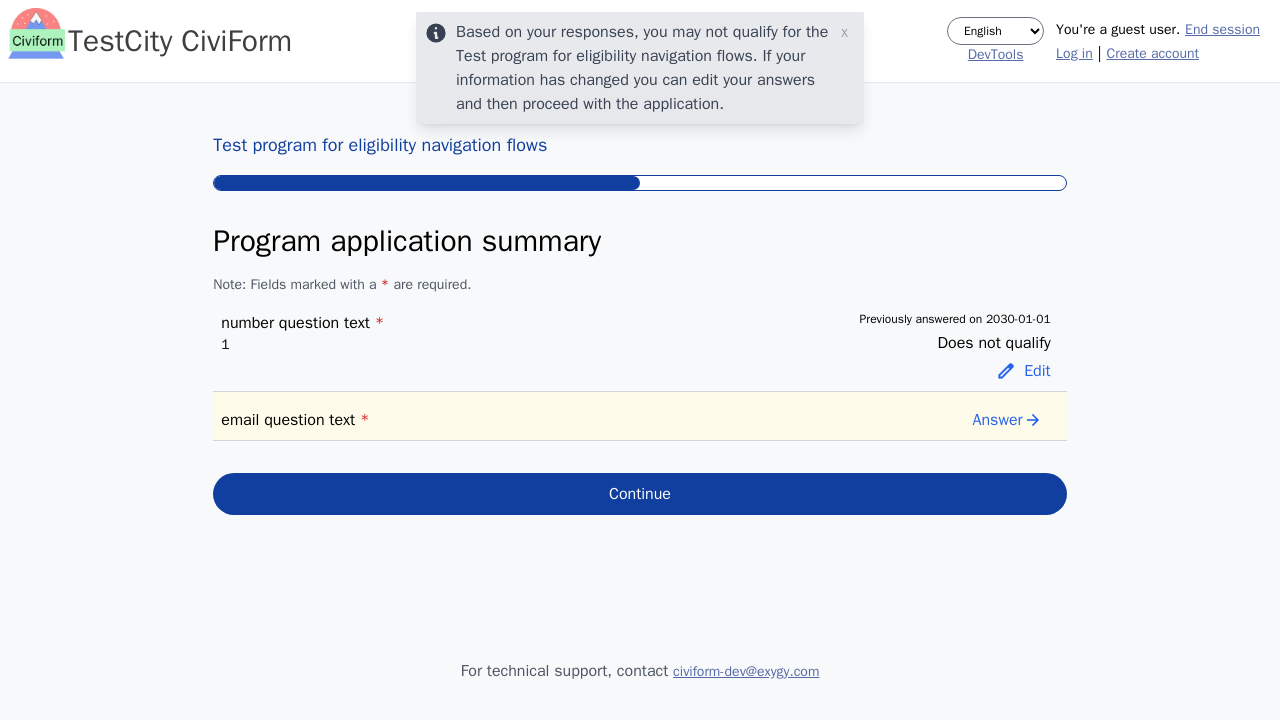 Civiform
TestCity CiviForm
Based on your responses, you may not qualify for the
Test program for eligibility navigation flows. If your
information has changed you can edit your answers
and then proceed with the application.
x
English
DevTools
You're a guest user. End session
Log in | Create account
Test program for eligibility navigation flows
Program application summary
Note: Fields marked with a * are required.
number question text *
1
Previously answered on 2030-01-01
Does not qualify
Edit
email question text *
Answer
Continue
For technical support, contact civiform-dev@exygy.com